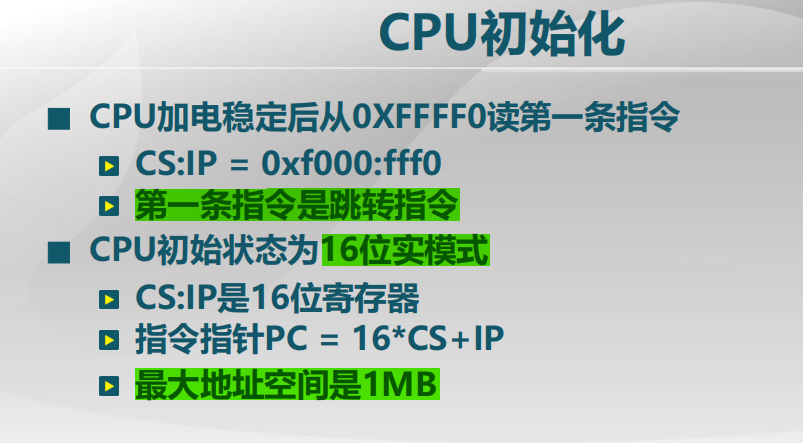 CPU初始化
CPU加电稳定后从0XFFFF0读第一条指令
CS:IP = 0xf000:fff0
第一条指令是跳转指令
CPU初始状态为16位实模式
CS:IP是16位寄存器
指令指针PC = 16*CS+IP
最大地址空间是1MB